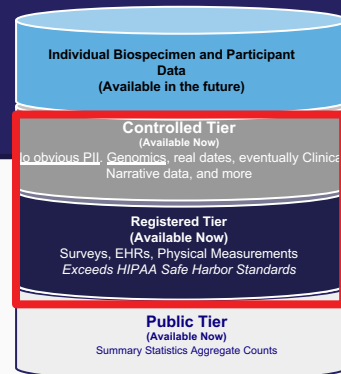 Individual Biospecimen and Participant
Data
(Available in the future)
Controlled Tier
(Available Now)
o obvious PII. Genomics, real dates, eventually Clinica
Narrative data, and more
Registered Tier
(Available Now)
Surveys, EHRs, Physical Measurements
Exceeds HIPAA Safe Harbor Standards
Public Tier
(Available Now)
Summary Statistics Aggregate Counts